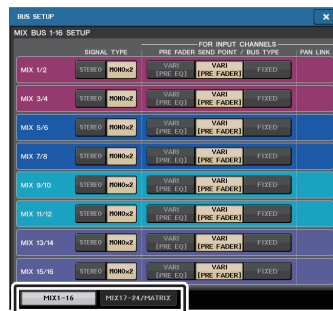 BUS SETUP ×
MIX BUS 1-16 SETUP
FOR INPUT CHANNELS
SIGNAL TYPE PRE FADER SEND POINT / BUS TYPE PAN LINK
MIX 1/2 STEREO MONO×2 VARI [PRE EQ] VARI [PRE FADER] FIXED
MIX 3/4 STEREO MONO×2 VARI [PRE EQ] VARI [PRE FADER] FIXED
MIX 5/6 STEREO MONO×2 VARI [PRE EQ] VARI [PRE FADER] FIXED
MIX 7/8 STEREO MONO×2 VARI [PRE EQ] VARI [PRE FADER] FIXED
MIX 9/10 STEREO MONO×2 VARI [PRE EQ] VARI [PRE FADER] FIXED
MIX 11/12 STEREO MONO×2 VARI [PRE EQ] VARI [PRE FADER] FIXED
MIX 13/14 STEREO MONO×2 VARI [PRE EQ] VARI [PRE FADER] FIXED
MIX 15/16 STEREO MONO×2 VARI [PRE EQ] VARI [PRE FADER] FIXED
MIX1-16 MIX17-24/MATRIX